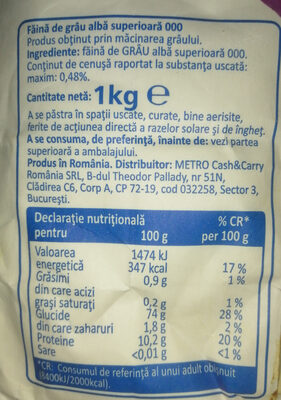 Făină de grâu albă superioară 000
Produs obținut prin măcinarea grâului.
Ingrediente: făină de GRÂU albă superioară 000.
Conținut de cenușă raportat la substanța uscată:
maxim: 0,48%.
Cantitate netă: 1kg ℮
A se păstra în spații uscate, curate, bine aerisite,
ferite de acțiunea directă a razelor solare și de îngheț.
A se consuma, de preferință, înainte de: vezi partea
superioară a ambalajului.
Produs în România. Distribuitor: METRO Cash&Carry
România SRL, B-dul Theodor Pallady, nr 51N,
Clădirea C6, Corp A, CP 72-19, cod 032258, Sector 3,
București.
Declarație nutrițională % CR*
pentru 100 g per 100 g
Valoarea 1474 kJ
energetică 347 kcal 17 %
Grăsimi 0,9 g 1 %
din care acizi
grași saturați 0,2 g 1 %
Glucide 74 g 28 %
din care zaharuri 1,8 g 2 %
Proteine 10,2 g 20 %
Sare <0,01 g <1 %
*CR: Consumul de referință al unui adult obișnuit
(8400kJ/2000kcal).